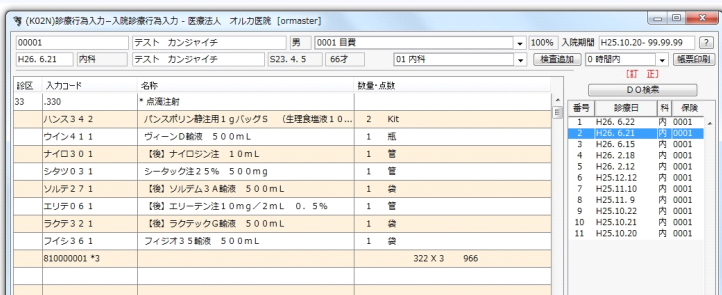 (K02N)診療行為入力-入院診療行為入力 - 医療法人 オルカ医院 [ormaster]
00001 テスト カンジャイチ 男 0001 自費 100% 入院期間 H25.10.20- 99.99.99 ?
H26. 6.21 内科 テスト カンジャイチ S23. 4. 5 66才 01 内科 検査追加 0 時間内 帳票印刷
[訂 正]
DO検索
診区 入力コード 名称 数量・点数
33 .330 * 点滴注射
パンス342 パンスポリン静注用1gバッグS (生理食塩液10... 2 Kit
ウイン411 ヴィーンD輸液 500mL 1 瓶
ナイロ301 【後】ナイロジン注 10mL 1 管
シタツ031 シータック注25% 500mg 1 管
ソルデ271 【後】ソルデム3A輸液 500mL 1 袋
エリテ061 【後】エリーテン注10mg/2mL 0.5% 1 管
ラクテ321 【後】ラクテックG輸液 500mL 1 袋
フイシ361 フィジオ35輸液 500mL 1 袋
810000001 *3 322 X 3 966
番号 診療日 科 保険
1 H26. 6.22 内 0001
2 H26. 6.21 内 0001
3 H26. 6.15 内 0001
4 H26. 2.18 内 0001
5 H26. 2.12 内 0001
6 H25.12.12 内 0001
7 H25.11.10 内 0001
8 H25.11. 9 内 0001
9 H25.10.22 内 0001
10 H25.10.21 内 0001
11 H25.10.20 内 0001